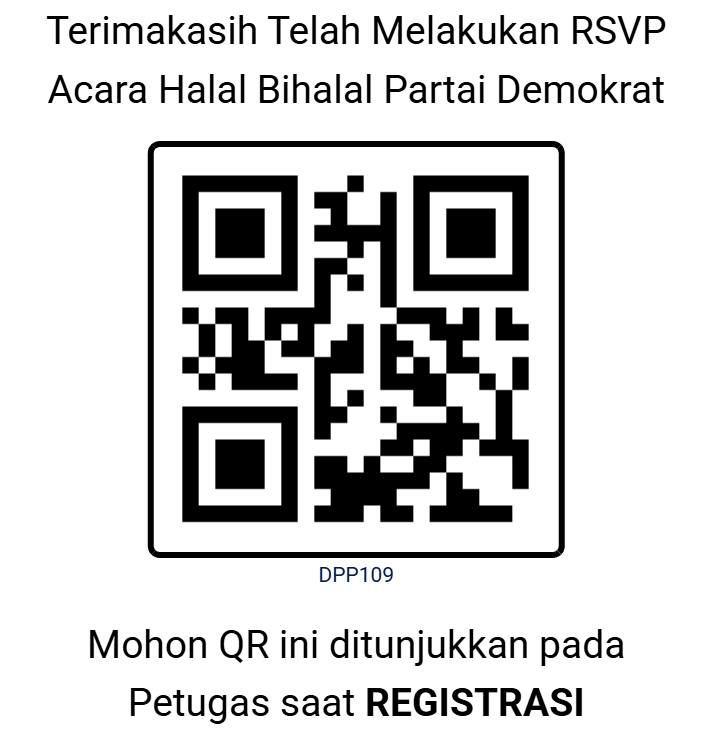 Terimakasih Telah Melakukan RSVP
Acara Halal Bihalal Partai Demokrat
DPP109
Mohon QR ini ditunjukkan pada
Petugas saat REGISTRASI